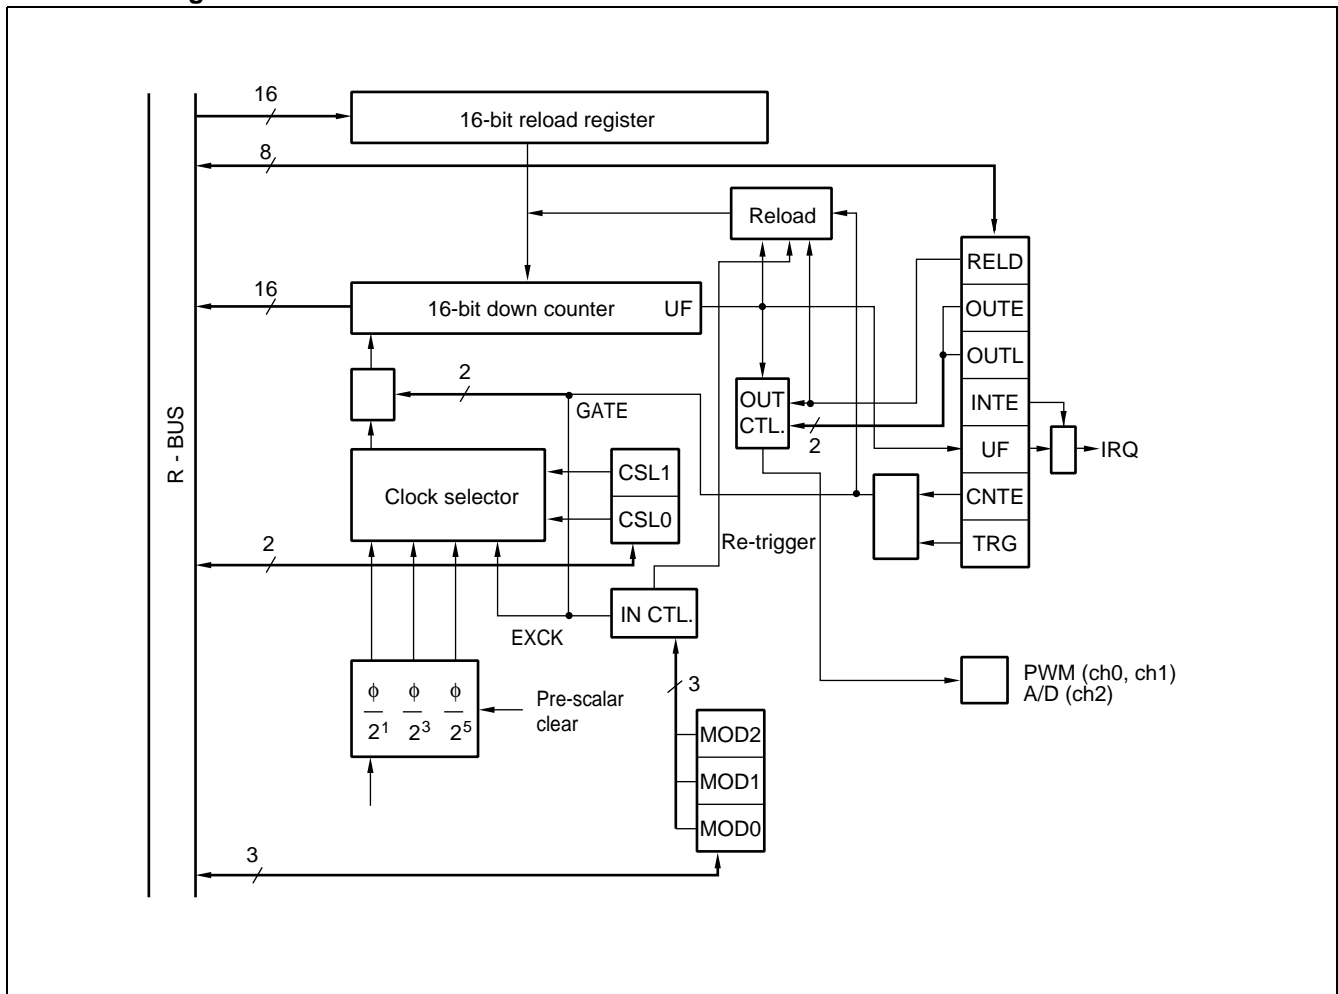 16
16-bit reload register
8
Reload
RELD
16
16-bit down counter UF
OUTE
OUTL
2
GATE
OUT
CTL.
2
INTE
R - BUS
UF
IRQ
CSL1
Clock selector
CSL0
CNTE
2
Re-trigger
TRG
IN CTL.
EXCK
3
φ φ φ
2¹ 2³ 2⁵
Pre-scalar
clear
PWM (ch0, ch1)
A/D (ch2)
MOD2
MOD1
MOD0
3